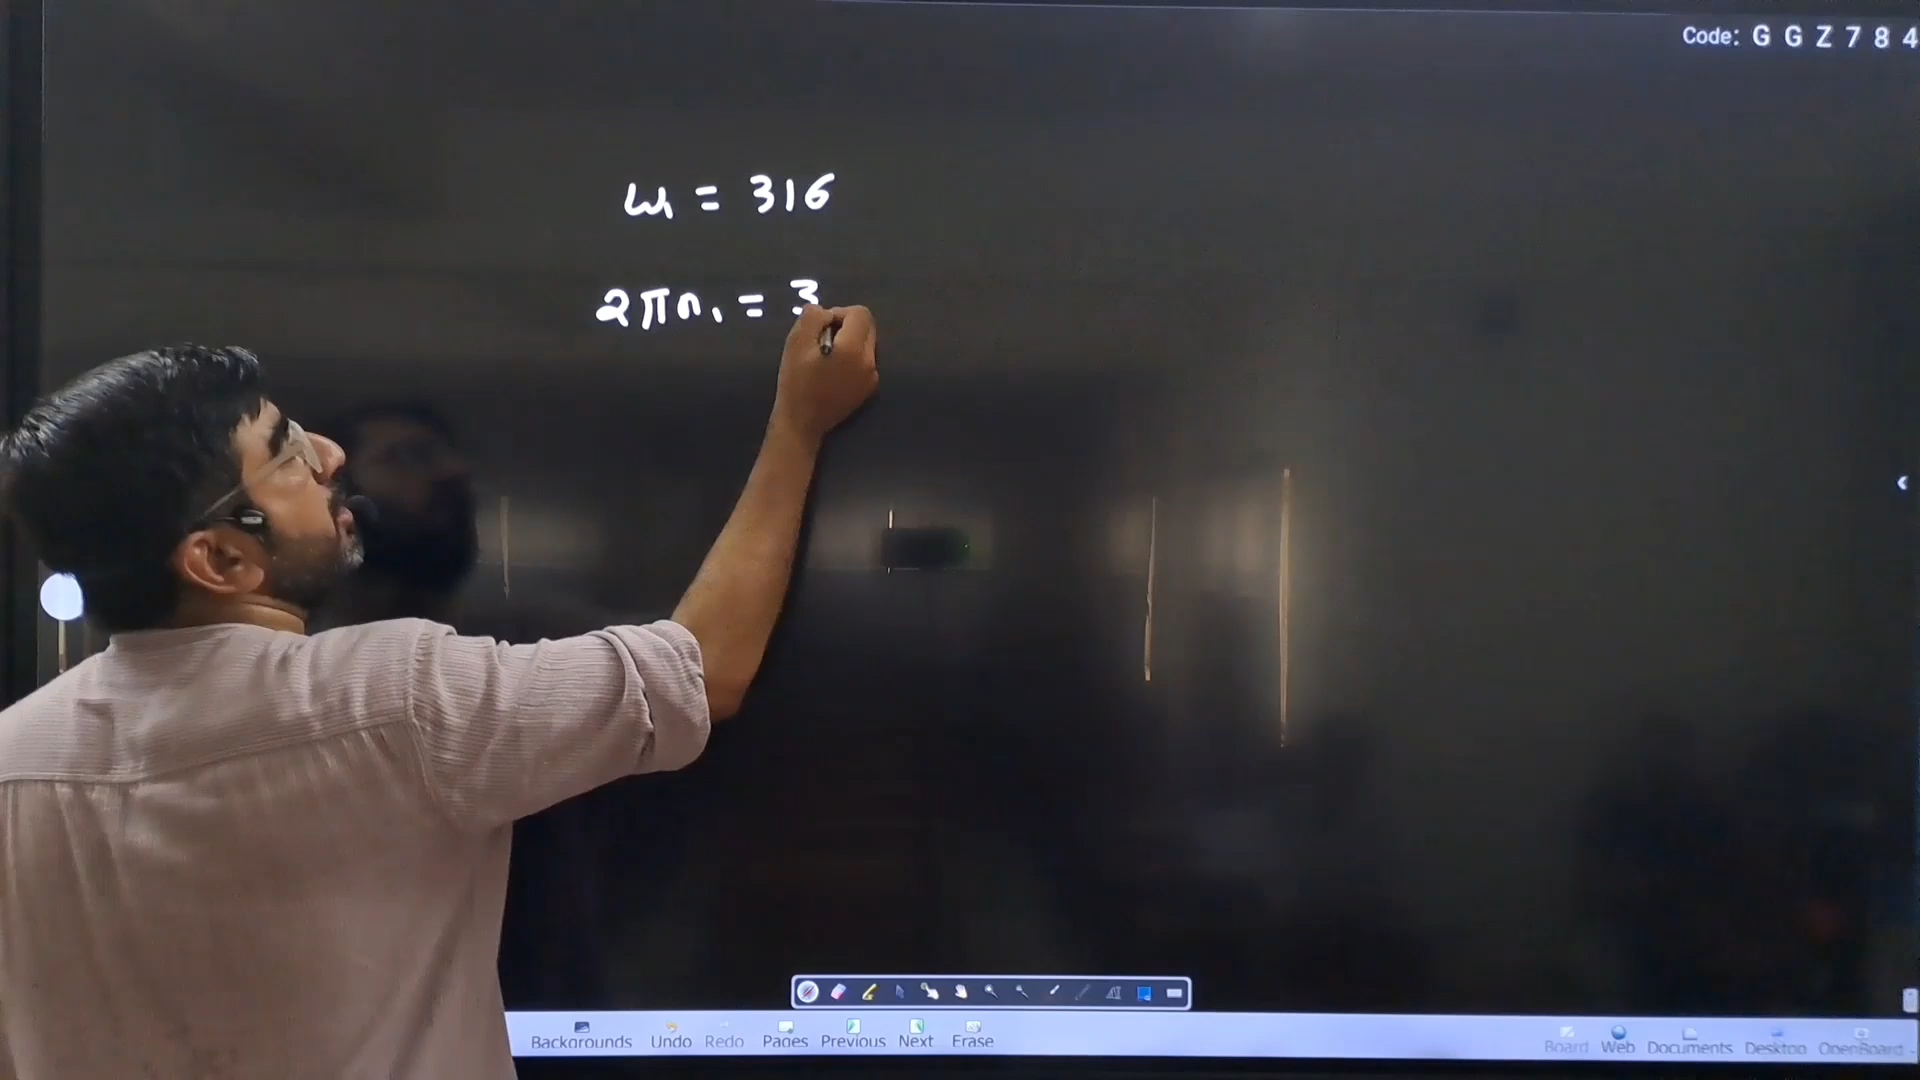 Code: G G Z 7 8 4
ω₁ = 316
2πn₁ = 3
Backgrounds Undo Redo Pages Previous Next Erase Board Web Documents Desktop OpenBoard